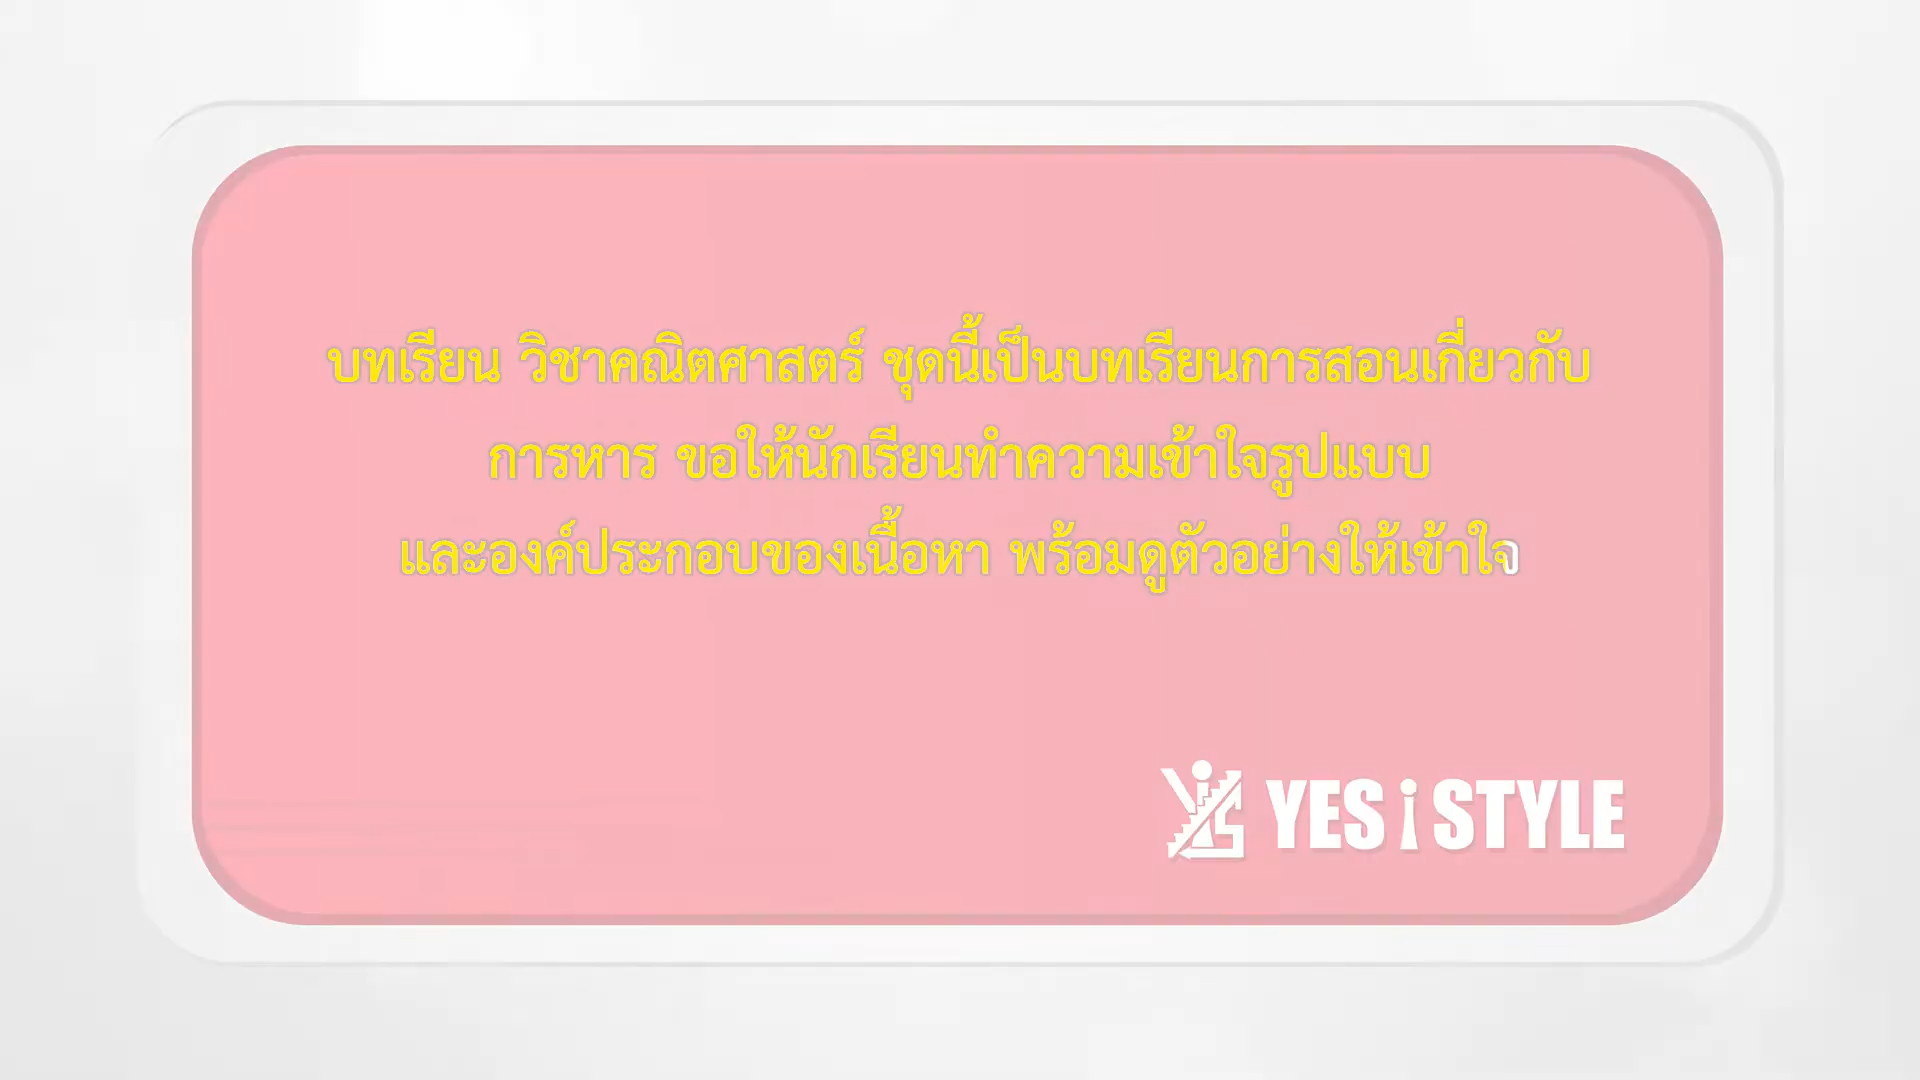 บทเรียน วิชาคณิตศาสตร์ ชุดนี้เป็นบทเรียนการสอนเกี่ยวกับ
การหาร ขอให้นักเรียนทำความเข้าใจรูปแบบ
และองค์ประกอบของเนื้อหา พร้อมดูตัวอย่างให้เข้าใจ
YES i STYLE